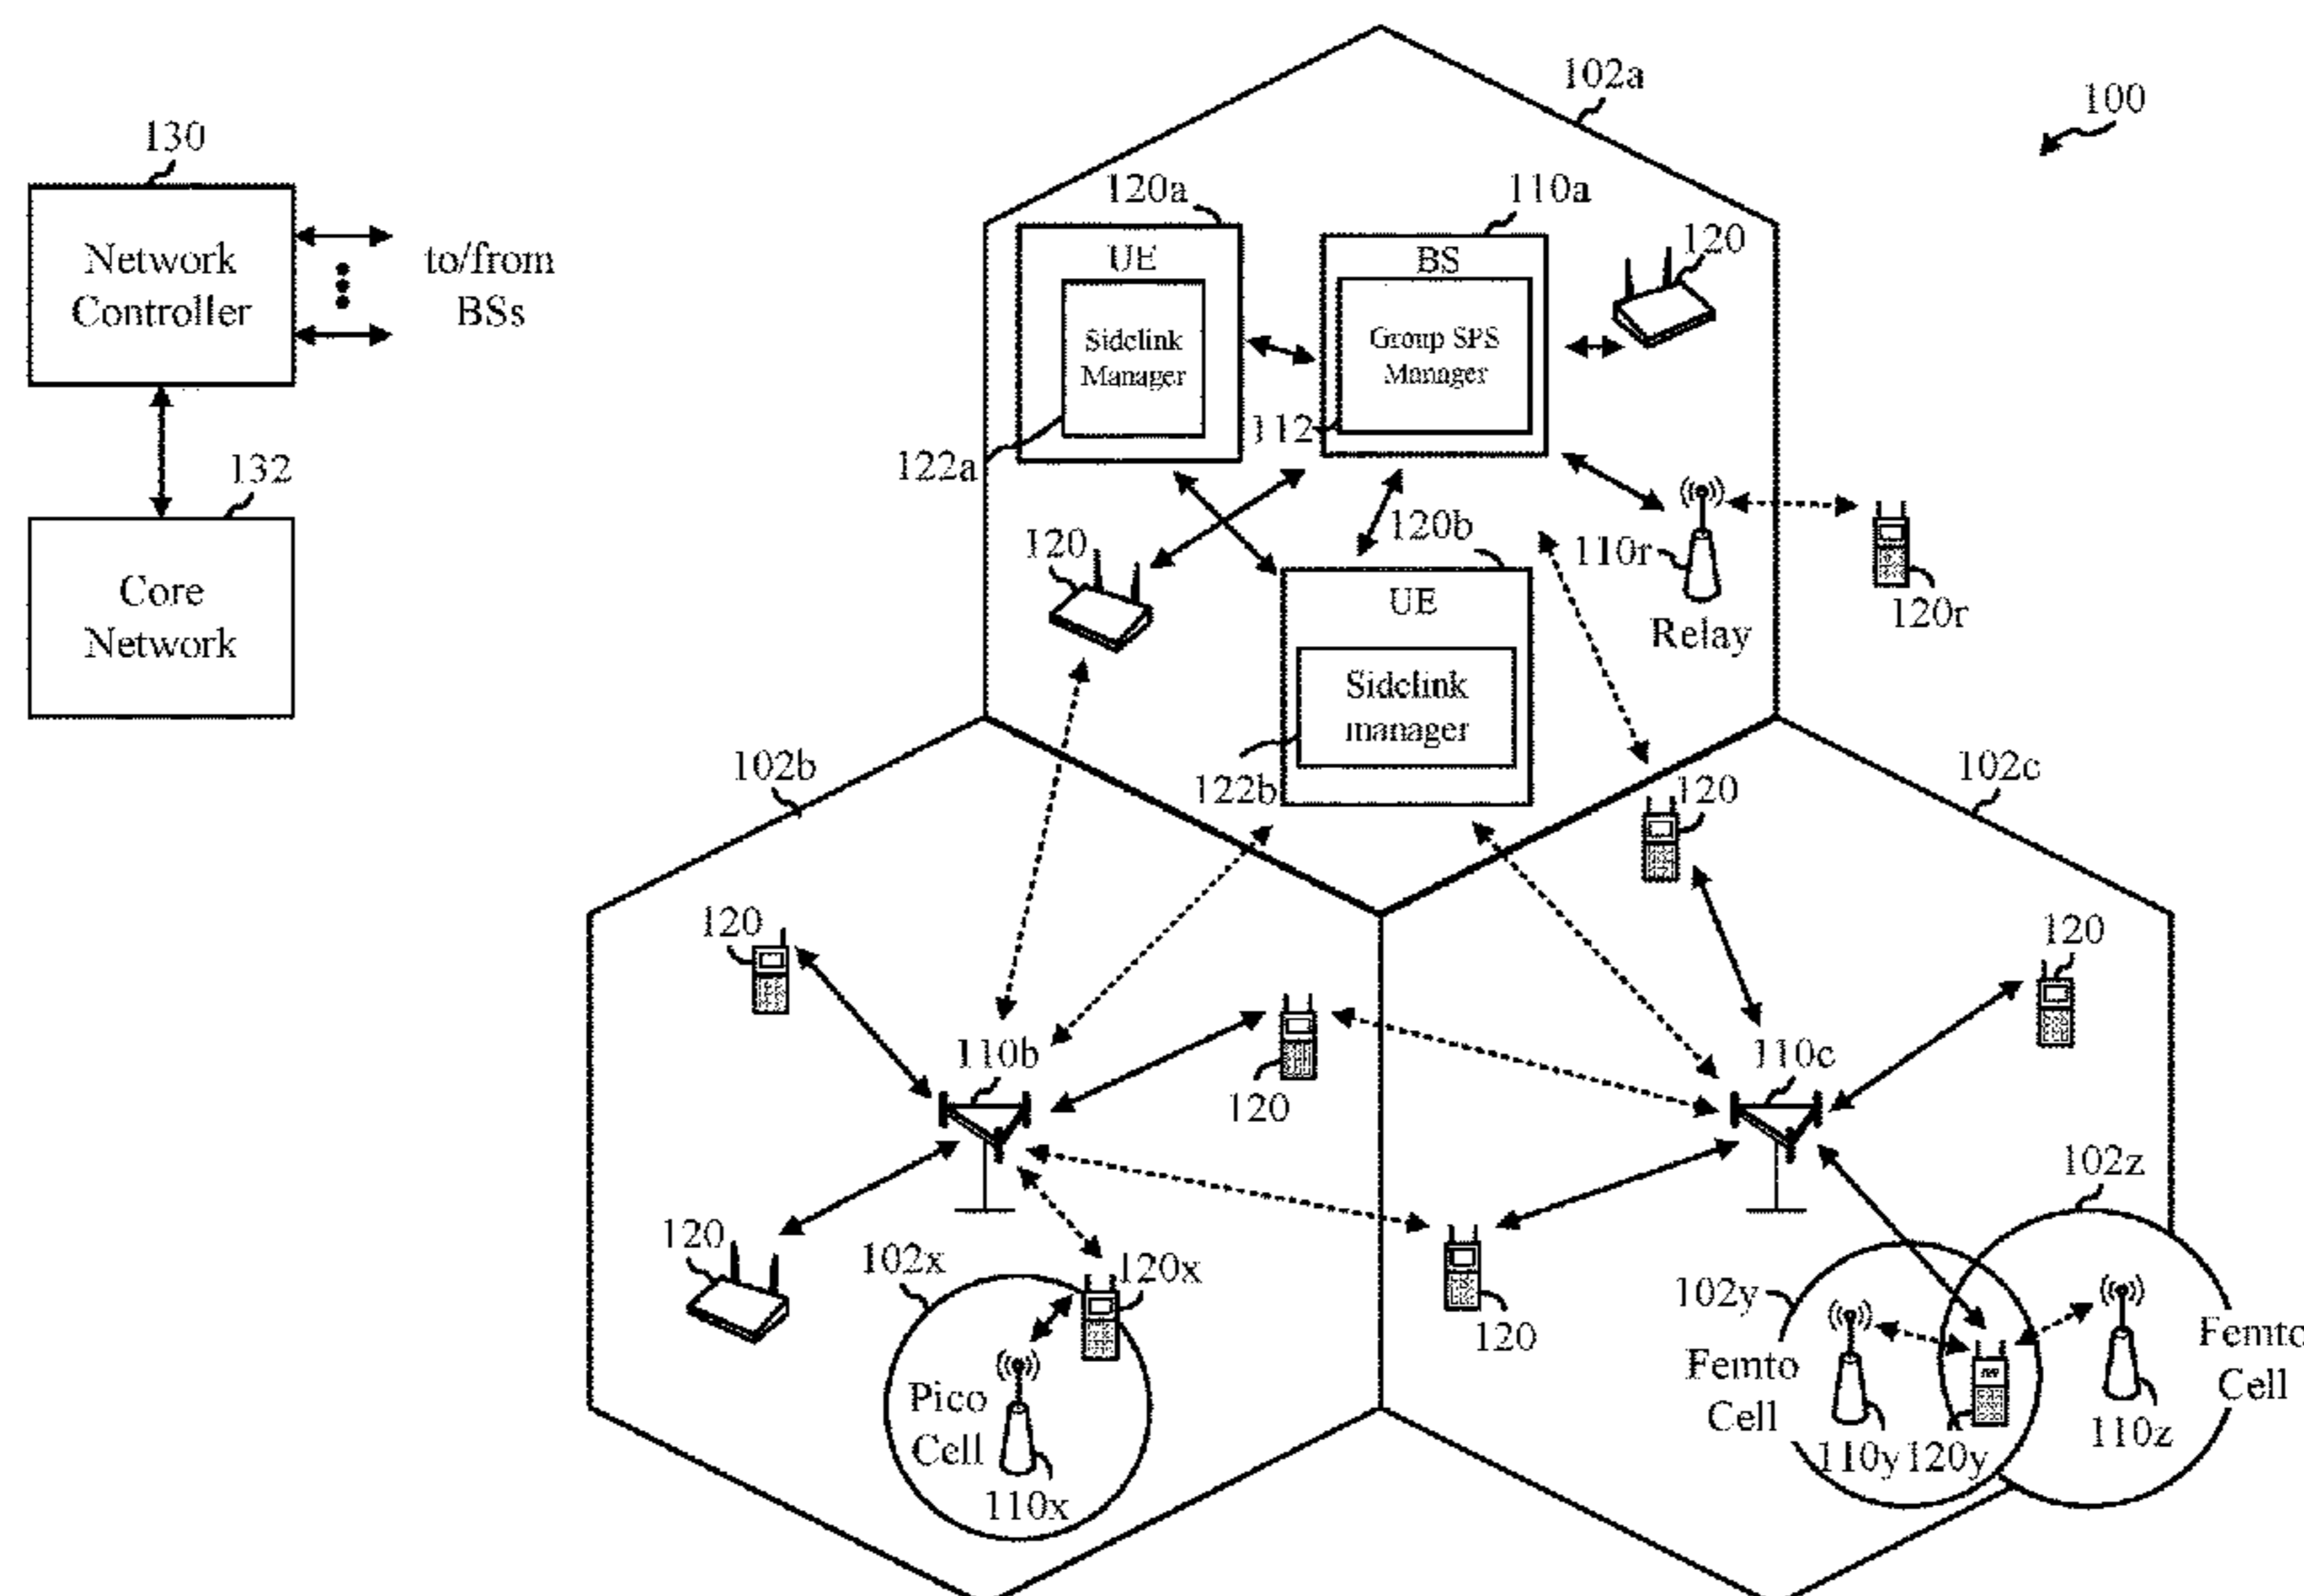 102a
100
130
120a
110a
120
Network
Controller
to/from
BSs
UE
BS
Sidelink
Manager
Group SPS
Manager
112
122a
132
120b
120
110r
120r
Relay
Core
Network
UE
Sidelink
manager
122b
102b
102c
120
120
120
110b
110c
120
102z
120
102x
120x
102y
120
Femto
Cell
Femto
Cell
Pico
Cell
110y
120y
110z
110x